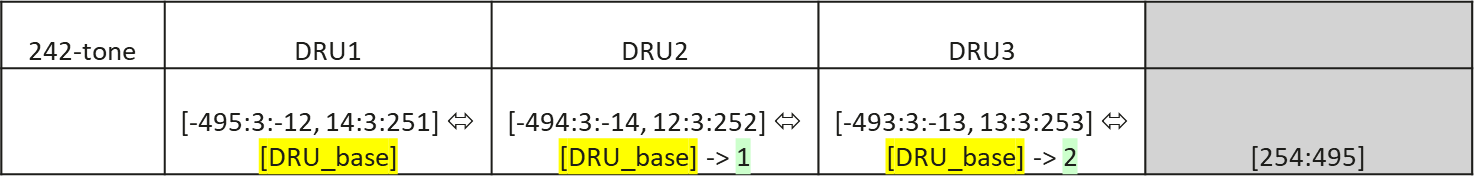 242-tone DRU1 DRU2 DRU3
[-495:3:-12, 14:3:251] ⬄ [-494:3:-14, 12:3:252] ⬄ [-493:3:-13, 13:3:253] ⬄
[DRU_base] [DRU_base] -> 1 [DRU_base] -> 2 [254:495]